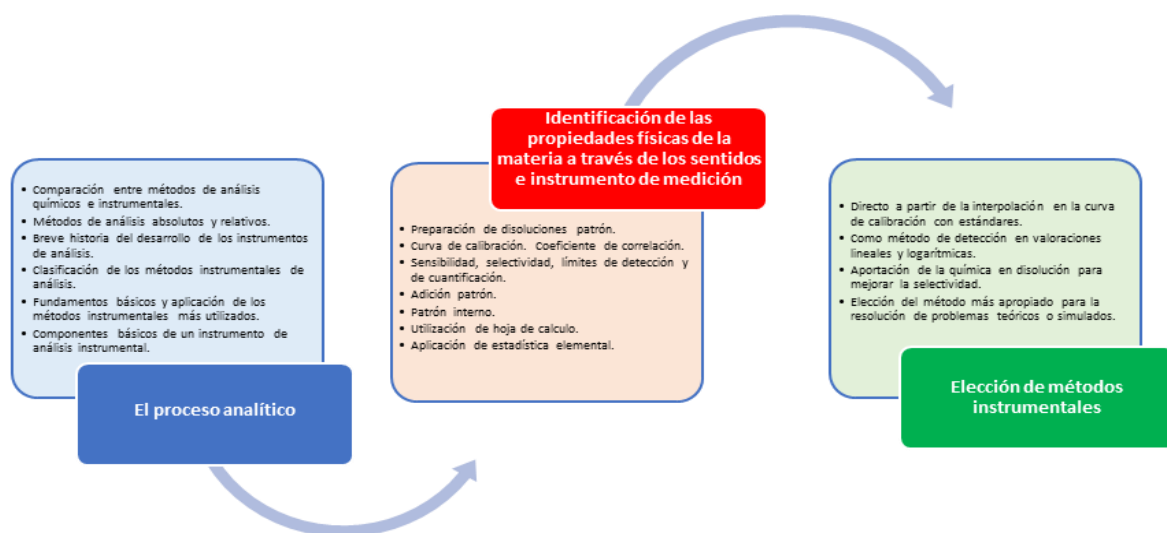 • Comparación entre métodos de análisis
químicos e instrumentales.
• Métodos de análisis absolutos y relativos.
• Breve historia del desarrollo de los instrumentos
de análisis.
• Clasificación de los métodos instrumentales de
análisis.
• Fundamentos básicos y aplicación de los
métodos instrumentales más utilizados.
• Componentes básicos de un instrumento de
análisis instrumental.
El proceso analítico
Identificación de las
propiedades físicas de la
materia a través de los sentidos
e instrumento de medición
• Preparación de disoluciones patrón.
• Curva de calibración. Coeficiente de correlación.
• Sensibilidad, selectividad, límites de detección y
de cuantificación.
• Adición patrón.
• Patrón interno.
• Utilización de hoja de calculo.
• Aplicación de estadística elemental.
• Directo a partir de la interpolación en la curva
de calibración con estándares.
• Como método de detección en valoraciones
lineales y logarítmicas.
• Aportación de la química en disolución para
mejorar la selectividad.
• Elección del método más apropiado para la
resolución de problemas teóricos o simulados.
Elección de métodos
instrumentales